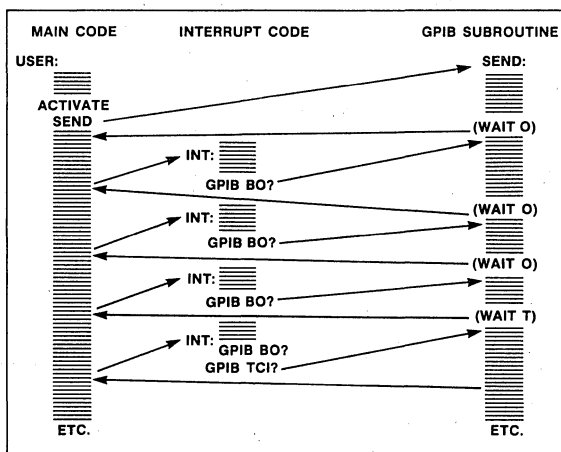 MAIN CODE INTERRUPT CODE GPIB SUBROUTINE
USER: SEND:
ACTIVATE
SEND
(WAIT O)
INT:
GPIB BO?
(WAIT O)
INT:
GPIB BO?
(WAIT O)
INT:
GPIB BO?
(WAIT T)
INT:
GPIB BO?
GPIB TCI?
ETC. ETC.